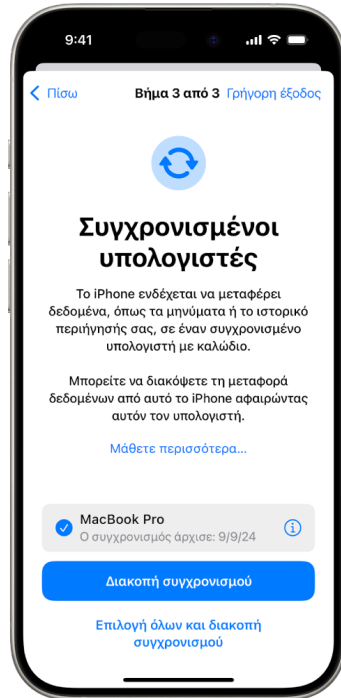 9:41
Πίσω
Βήμα 3 από 3
Γρήγορη έξοδος
Συγχρονισμένοι
υπολογιστές
Το iPhone ενδέχεται να μεταφέρει
δεδομένα, όπως τα μηνύματα ή το ιστορικό
περιήγησής σας, σε έναν συγχρονισμένο
υπολογιστή με καλώδιο.
Μπορείτε να διακόψετε τη μεταφορά
δεδομένων από αυτό το iPhone αφαιρώντας
αυτόν τον υπολογιστή.
Μάθετε περισσότερα...
MacBook Pro
Ο συγχρονισμός άρχισε: 9/9/24
Διακοπή συγχρονισμού
Επιλογή όλων και διακοπή
συγχρονισμού